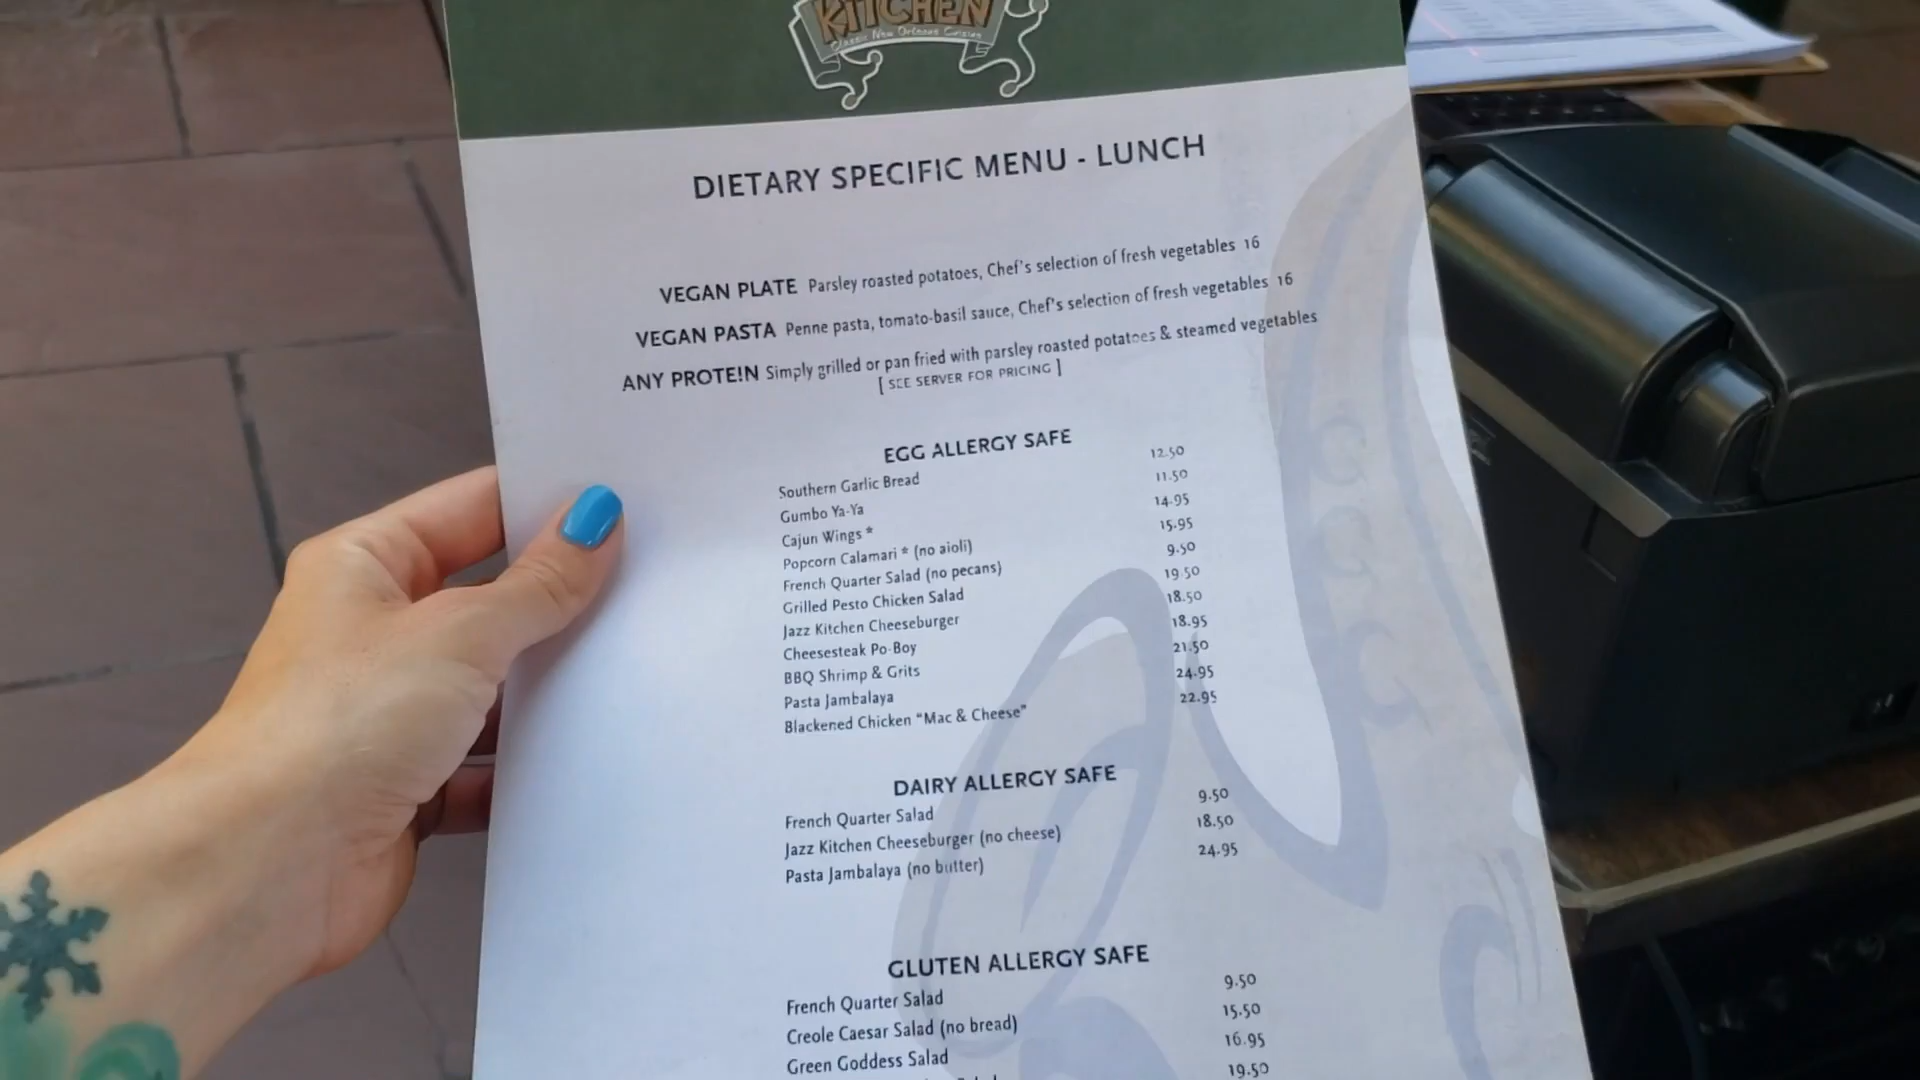 KITCHEN
Classic New Orleans Cuisine
DIETARY SPECIFIC MENU - LUNCH
VEGAN PLATE Parsley roasted potatoes, Chef's selection of fresh vegetables 16
VEGAN PASTA Penne pasta, tomato-basil sauce, Chef's selection of fresh vegetables 16
ANY PROTEIN Simply grilled or pan fried with parsley roasted potatoes & steamed vegetables
[ SEE SERVER FOR PRICING ]
EGG ALLERGY SAFE
Southern Garlic Bread 12.50
Gumbo Ya-Ya 11.50
Cajun Wings * 14.95
Popcorn Calamari * (no aioli) 15.95
French Quarter Salad (no pecans) 9.50
Grilled Pesto Chicken Salad 19.50
Jazz Kitchen Cheeseburger 18.50
Cheesesteak Po-Boy 18.95
BBQ Shrimp & Grits 21.50
Pasta Jambalaya 24.95
Blackened Chicken "Mac & Cheese" 22.95
DAIRY ALLERGY SAFE
French Quarter Salad 9.50
Jazz Kitchen Cheeseburger (no cheese) 18.50
Pasta Jambalaya (no butter) 24.95
GLUTEN ALLERGY SAFE
French Quarter Salad 9.50
Creole Caesar Salad (no bread) 15.50
Green Goddess Salad 16.95
19.50